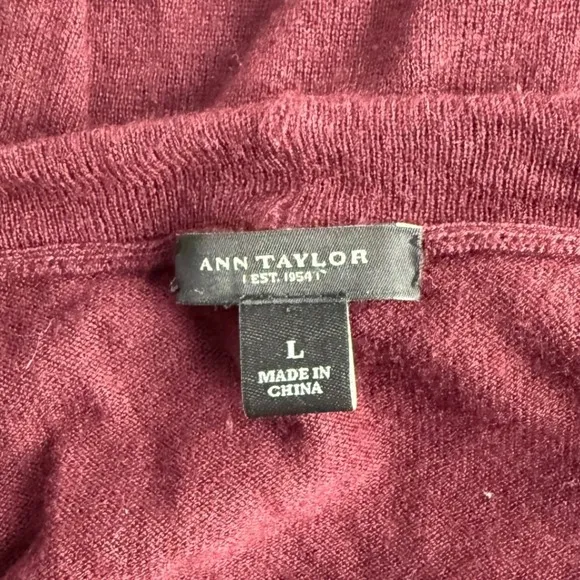 ANN TAYLOR
EST. 1954
L
MADE IN
CHINA